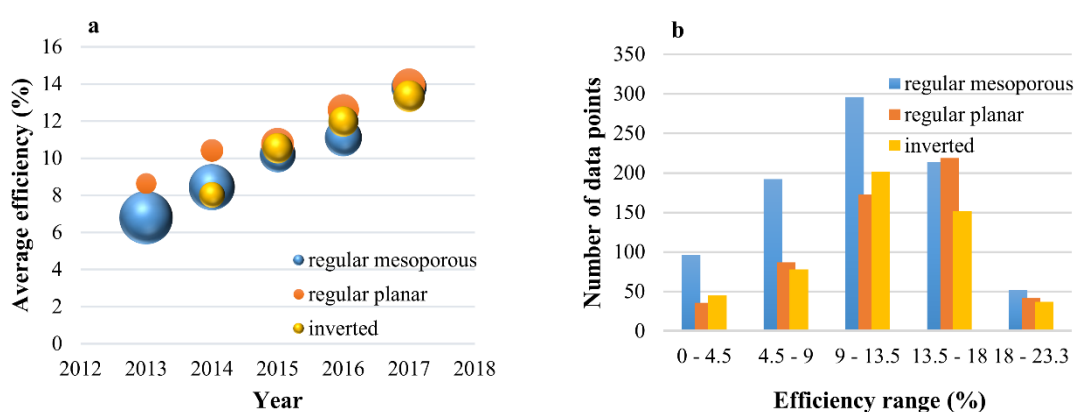 a
Average efficiency (%)
16
14
12
10
8
6
4
2
0
2012 2013 2014 2015 2016 2017 2018
Year
regular mesoporous
regular planar
inverted
b
Number of data points
350
300
250
200
150
100
50
0
0 - 4.5 4.5 - 9 9 - 13.5 13.5 - 18 18 - 23.3
Efficiency range (%)
regular mesoporous
regular planar
inverted